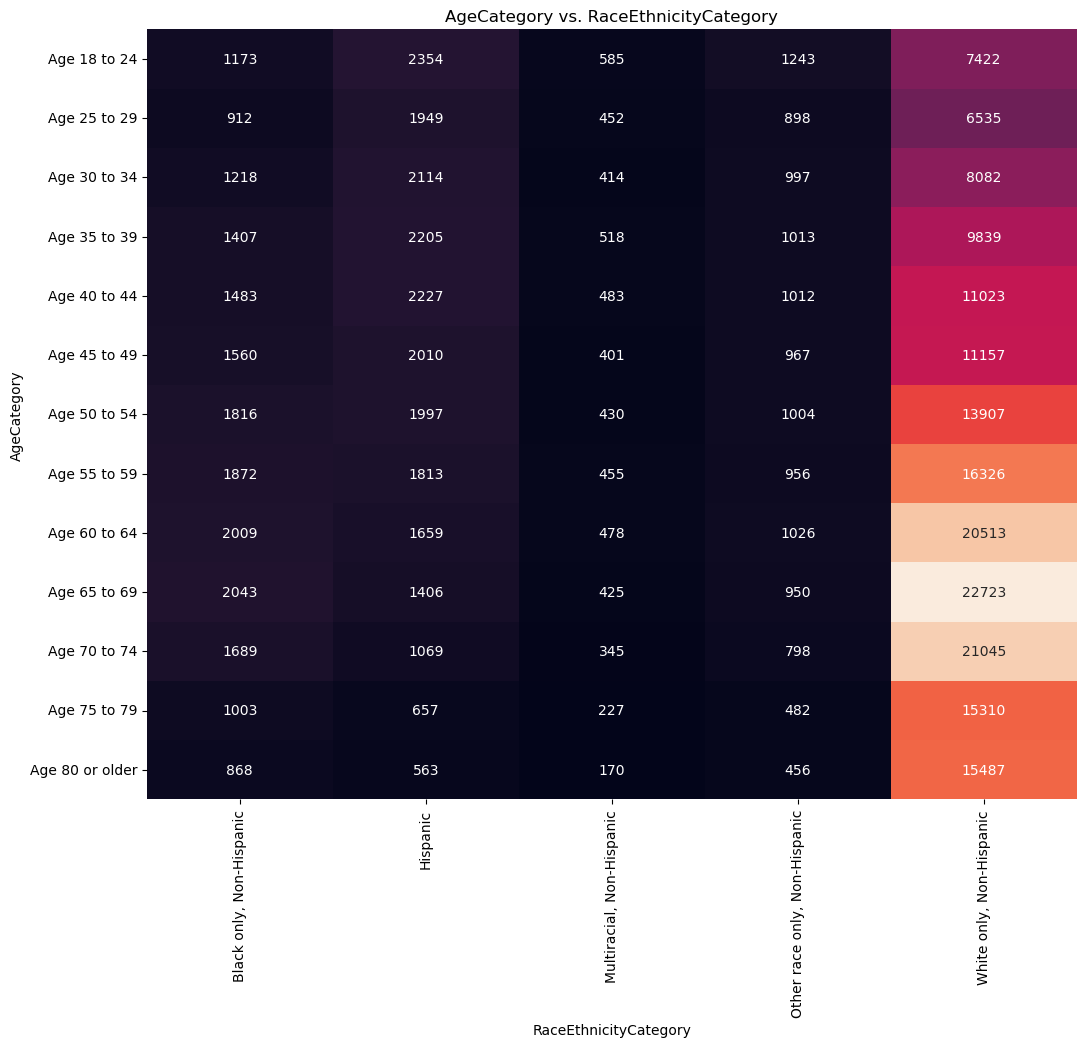 AgeCategory vs. RaceEthnicityCategory
Age 18 to 24 1173 2354 585 1243 7422
Age 25 to 29 912 1949 452 898 6535
Age 30 to 34 1218 2114 414 997 8082
Age 35 to 39 1407 2205 518 1013 9839
Age 40 to 44 1483 2227 483 1012 11023
Age 45 to 49 1560 2010 401 967 11157
Age 50 to 54 1816 1997 430 1004 13907
Age 55 to 59 1872 1813 455 956 16326
Age 60 to 64 2009 1659 478 1026 20513
Age 65 to 69 2043 1406 425 950 22723
Age 70 to 74 1689 1069 345 798 21045
Age 75 to 79 1003 657 227 482 15310
Age 80 or older 868 563 170 456 15487
AgeCategory
Black only, Non-Hispanic
Hispanic
Multiracial, Non-Hispanic
Other race only, Non-Hispanic
White only, Non-Hispanic
RaceEthnicityCategory